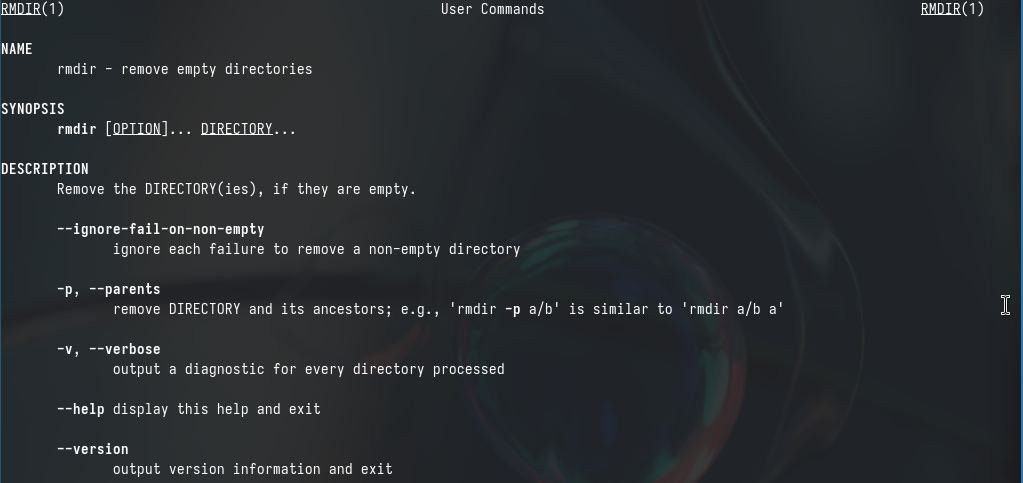 RMDIR(1) User Commands RMDIR(1)
NAME
rmdir - remove empty directories
SYNOPSIS
rmdir [OPTION]... DIRECTORY...
DESCRIPTION
Remove the DIRECTORY(ies), if they are empty.
--ignore-fail-on-non-empty
ignore each failure to remove a non-empty directory
-p, --parents
remove DIRECTORY and its ancestors; e.g., 'rmdir -p a/b' is similar to 'rmdir a/b a'
-v, --verbose
output a diagnostic for every directory processed
--help display this help and exit
--version
output version information and exit